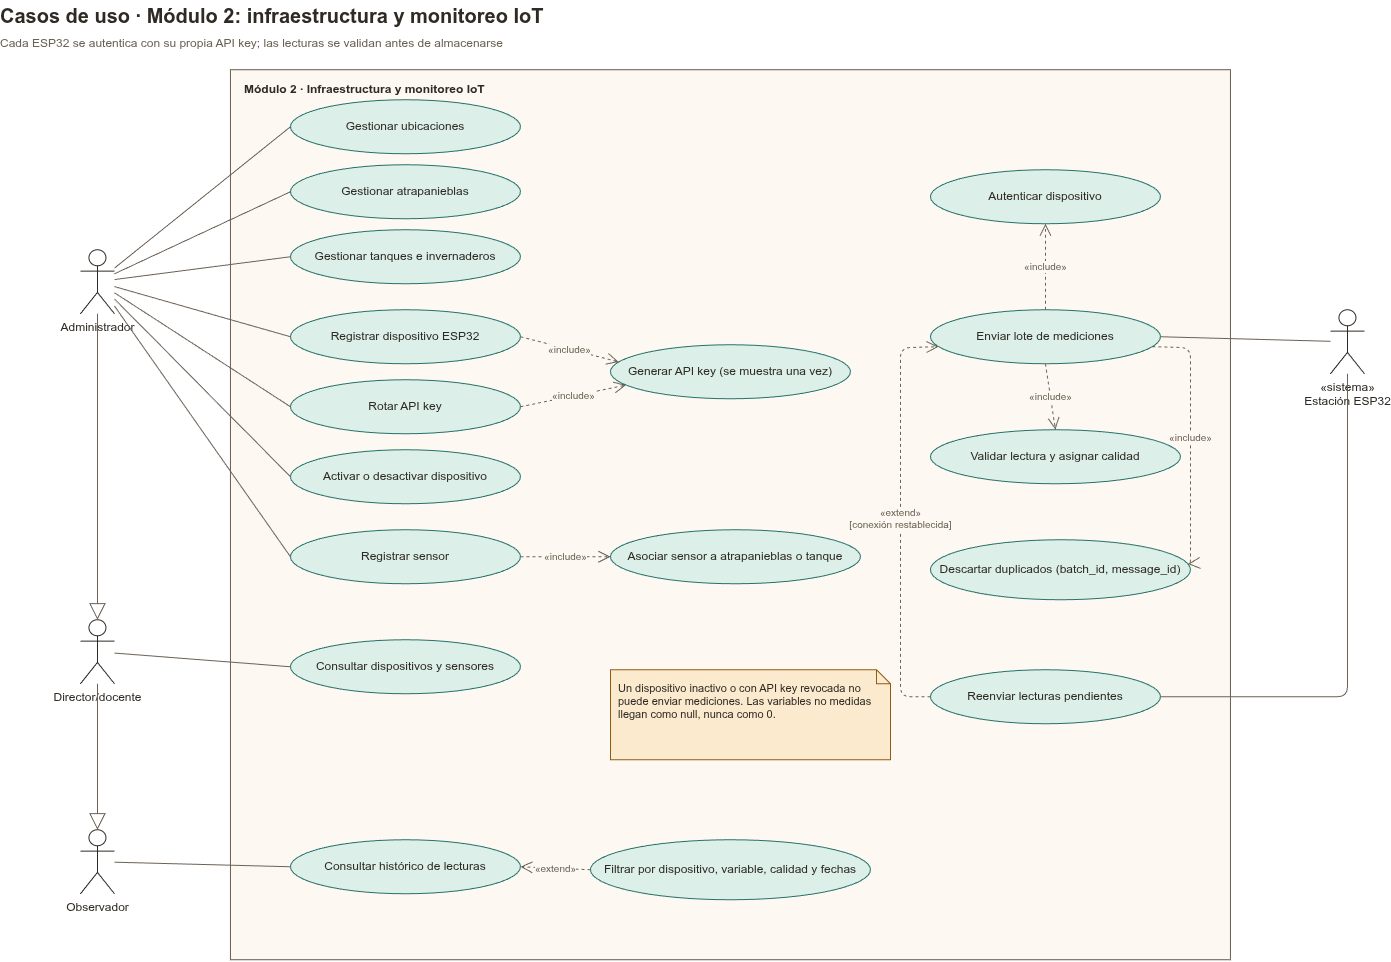 Casos de uso · Módulo 2: infraestructura y monitoreo IoT
Cada ESP32 se autentica con su propia API key; las lecturas se validan antes de almacenarse
Módulo 2 · Infraestructura y monitoreo IoT
Gestionar ubicaciones
Gestionar atrapanieblas
Autenticar dispositivo
Gestionar tanques e invernaderos
«include»
Administrador
Registrar dispositivo ESP32
«include»
Generar API key (se muestra una vez)
Enviar lote de mediciones
«sistema»
Estación ESP32
Rotar API key
«include»
«include»
«include»
Validar lectura y asignar calidad
Activar o desactivar dispositivo
«extend»
[conexión restablecida]
Registrar sensor
«include»
Asociar sensor a atrapanieblas o tanque
Descartar duplicados (batch_id, message_id)
Director/docente
Consultar dispositivos y sensores
Un dispositivo inactivo o con API key revocada no
puede enviar mediciones. Las variables no medidas
llegan como null, nunca como 0.
Reenviar lecturas pendientes
Observador
Consultar histórico de lecturas
«extend»
Filtrar por dispositivo, variable, calidad y fechas